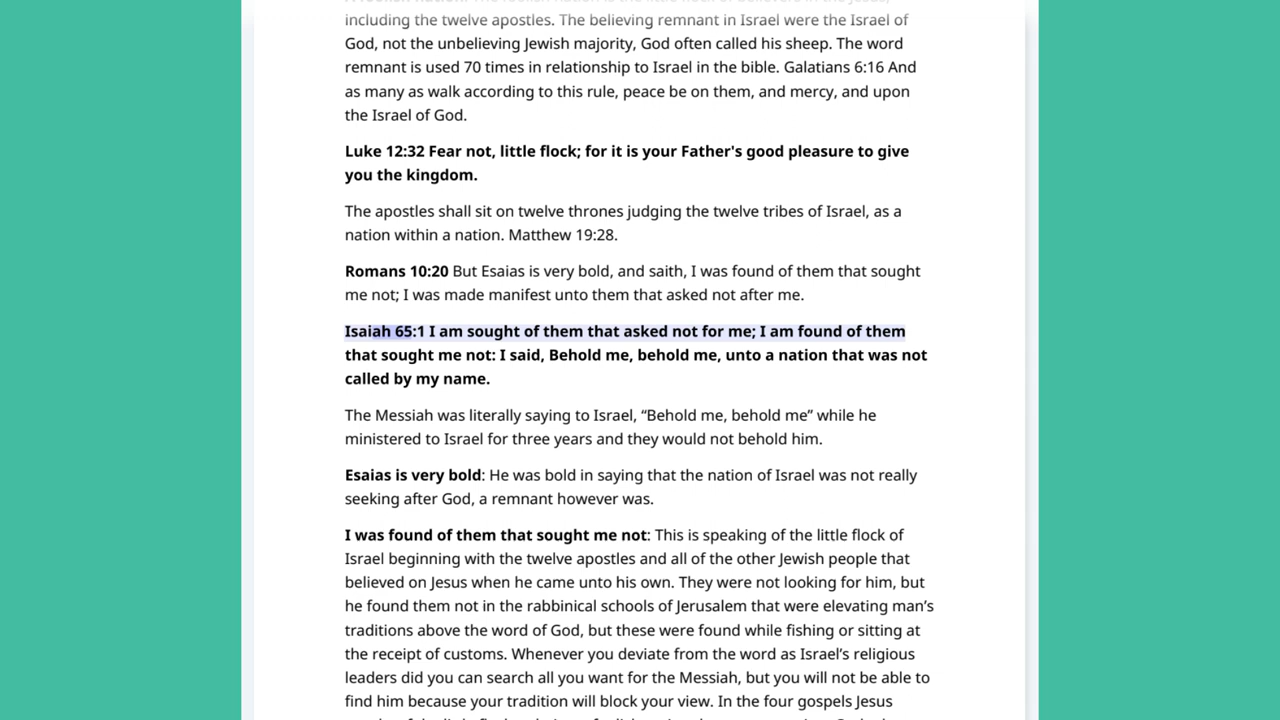 including the twelve apostles. The believing remnant in Israel were the Israel of
God, not the unbelieving Jewish majority, God often called his sheep. The word
remnant is used 70 times in relationship to Israel in the bible. Galatians 6:16 And
as many as walk according to this rule, peace be on them, and mercy, and upon
the Israel of God.
Luke 12:32 Fear not, little flock; for it is your Father's good pleasure to give
you the kingdom.
The apostles shall sit on twelve thrones judging the twelve tribes of Israel, as a
nation within a nation. Matthew 19:28.
Romans 10:20 But Esaias is very bold, and saith, I was found of them that sought
me not; I was made manifest unto them that asked not after me.
Isaiah 65:1 I am sought of them that asked not for me; I am found of them
that sought me not: I said, Behold me, behold me, unto a nation that was not
called by my name.
The Messiah was literally saying to Israel, “Behold me, behold me” while he
ministered to Israel for three years and they would not behold him.
Esaias is very bold: He was bold in saying that the nation of Israel was not really
seeking after God, a remnant however was.
I was found of them that sought me not: This is speaking of the little flock of
Israel beginning with the twelve apostles and all of the other Jewish people that
believed on Jesus when he came unto his own. They were not looking for him, but
he found them not in the rabbinical schools of Jerusalem that were elevating man’s
traditions above the word of God, but these were found while fishing or sitting at
the receipt of customs. Whenever you deviate from the word as Israel’s religious
leaders did you can search all you want for the Messiah, but you will not be able to
find him because your tradition will block your view. In the four gospels Jesus